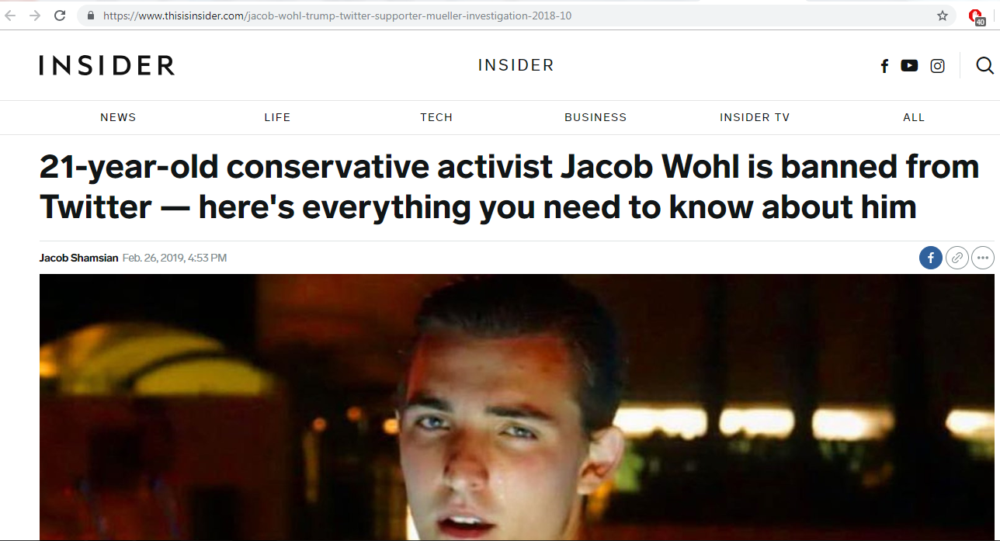 https://www.thisisinsider.com/jacob-wohl-trump-twitter-supporter-mueller-investigation-2018-10
40
INSIDER
INSIDER
f
NEWS
LIFE
TECH
BUSINESS
INSIDER TV
ALL
21-year-old conservative activist Jacob Wohl is banned from
Twitter — here's everything you need to know about him
Jacob Shamsian Feb. 26, 2019, 4:53 PM
f